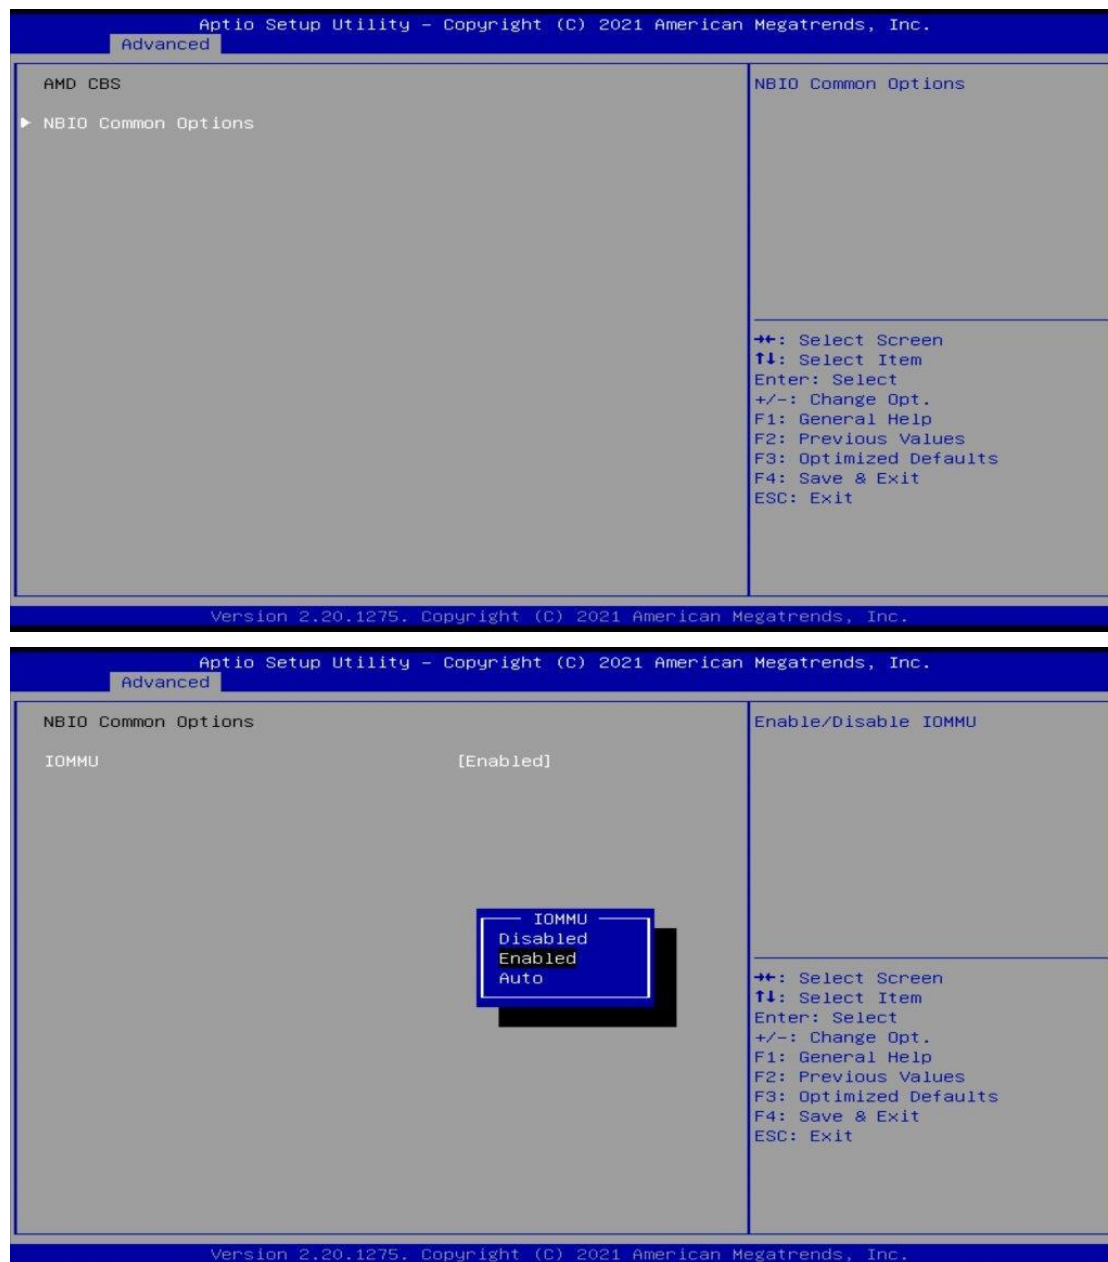 Aptio Setup Utility – Copyright (C) 2021 American Megatrends, Inc.
Advanced
AMD CBS
NBIO Common Options
NBIO Common Options
→←: Select Screen
↑↓: Select Item
Enter: Select
+/-: Change Opt.
F1: General Help
F2: Previous Values
F3: Optimized Defaults
F4: Save & Exit
ESC: Exit
Version 2.20.1275. Copyright (C) 2021 American Megatrends, Inc.
Aptio Setup Utility – Copyright (C) 2021 American Megatrends, Inc.
Advanced
NBIO Common Options
Enable/Disable IOMMU
IOMMU [Enabled]
IOMMU
Disabled
Enabled
Auto
→←: Select Screen
↑↓: Select Item
Enter: Select
+/-: Change Opt.
F1: General Help
F2: Previous Values
F3: Optimized Defaults
F4: Save & Exit
ESC: Exit
Version 2.20.1275. Copyright (C) 2021 American Megatrends, Inc.